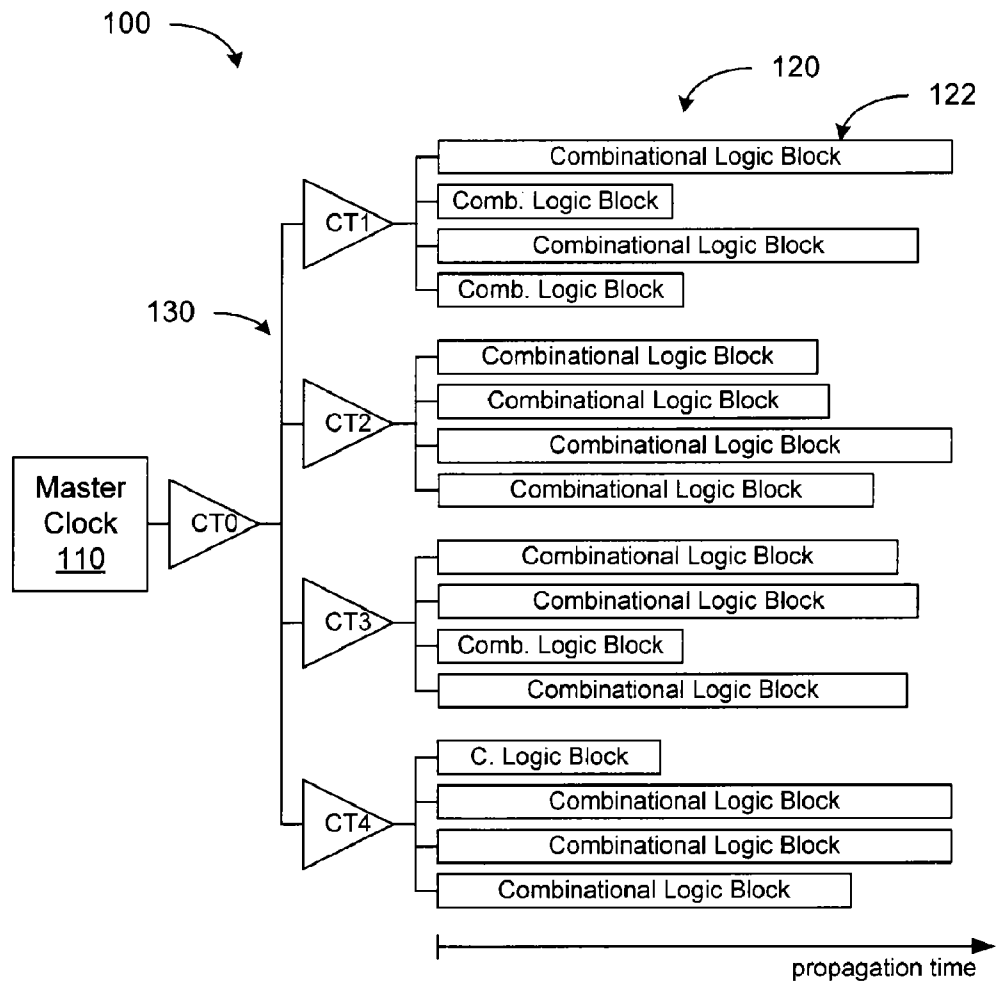 100
120
122
Combinational Logic Block
CT1
Comb. Logic Block
Combinational Logic Block
Comb. Logic Block
130
Combinational Logic Block
CT2
Combinational Logic Block
Combinational Logic Block
Combinational Logic Block
Master
Clock
110
CT0
Combinational Logic Block
Combinational Logic Block
CT3
Comb. Logic Block
Combinational Logic Block
C. Logic Block
Combinational Logic Block
CT4
Combinational Logic Block
Combinational Logic Block
propagation time